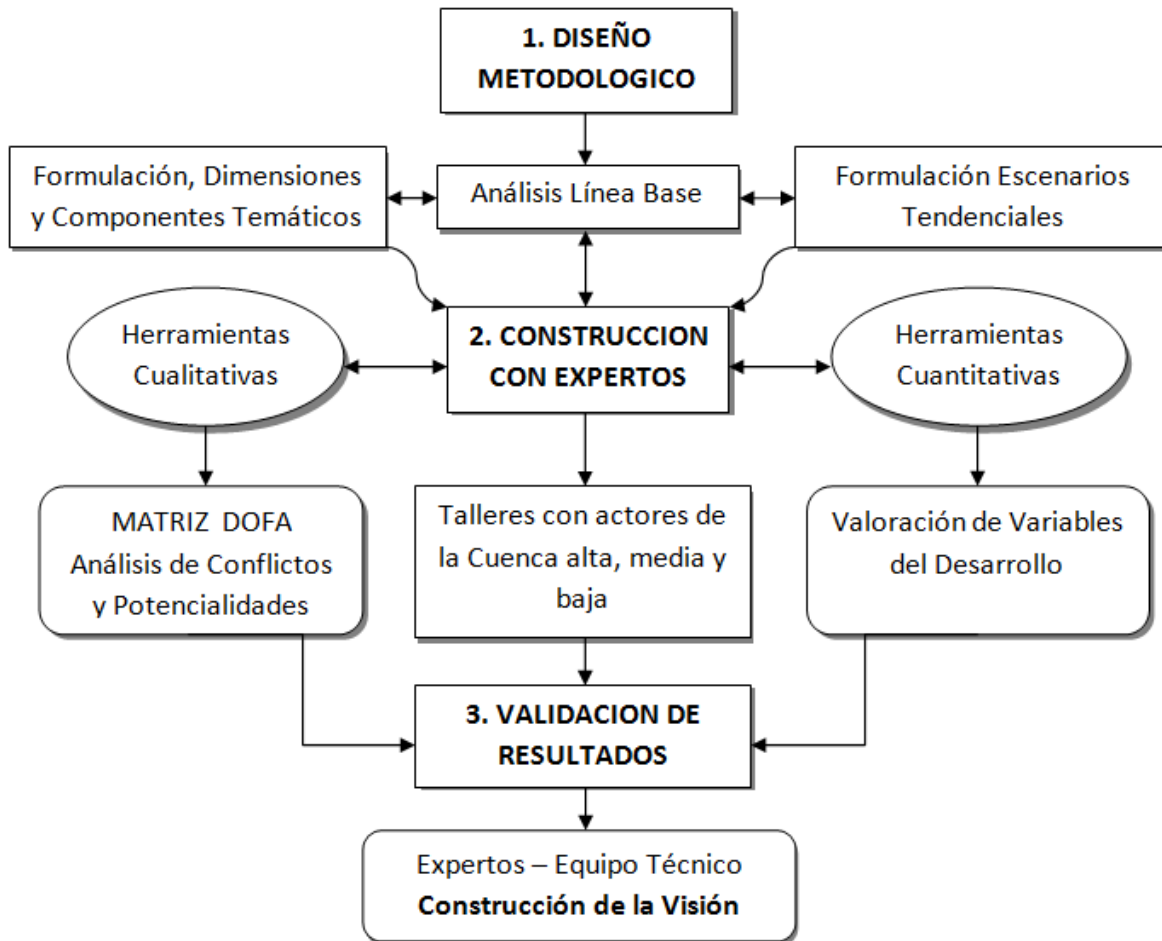 1. DISEÑO
METODOLOGICO
Formulación, Dimensiones
y Componentes Temáticos
Análisis Línea Base
Formulación Escenarios
Tendenciales
Herramientas
Cualitativas
2. CONSTRUCCION
CON EXPERTOS
Herramientas
Cuantitativas
MATRIZ DOFA
Análisis de Conflictos
y Potencialidades
Talleres con actores de
la Cuenca alta, media y
baja
Valoración de Variables
del Desarrollo
3. VALIDACION DE
RESULTADOS
Expertos – Equipo Técnico
Construcción de la Visión